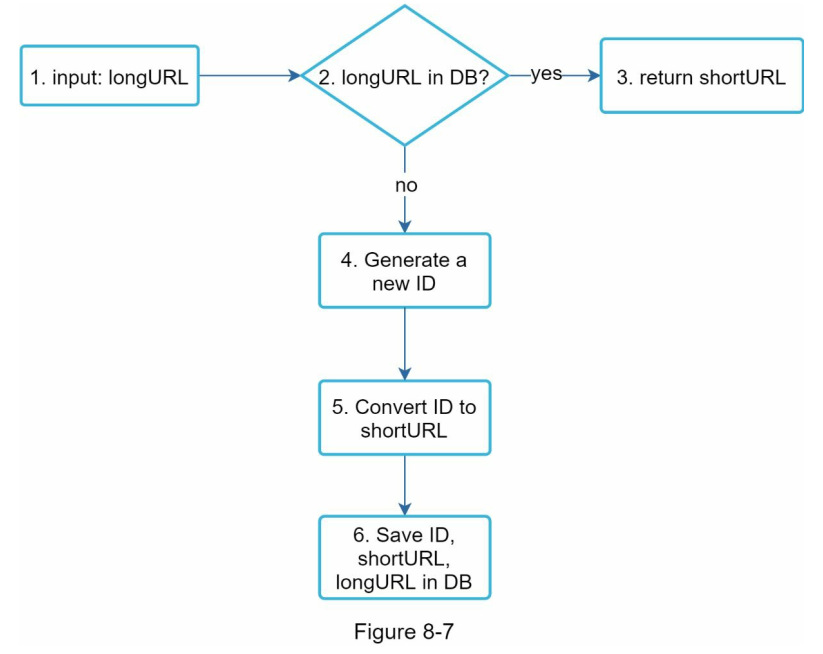 1. input: longURL
2. longURL in DB?
yes
3. return shortURL
no
4. Generate a
new ID
5. Convert ID to
shortURL
6. Save ID,
shortURL,
longURL in DB
Figure 8-7